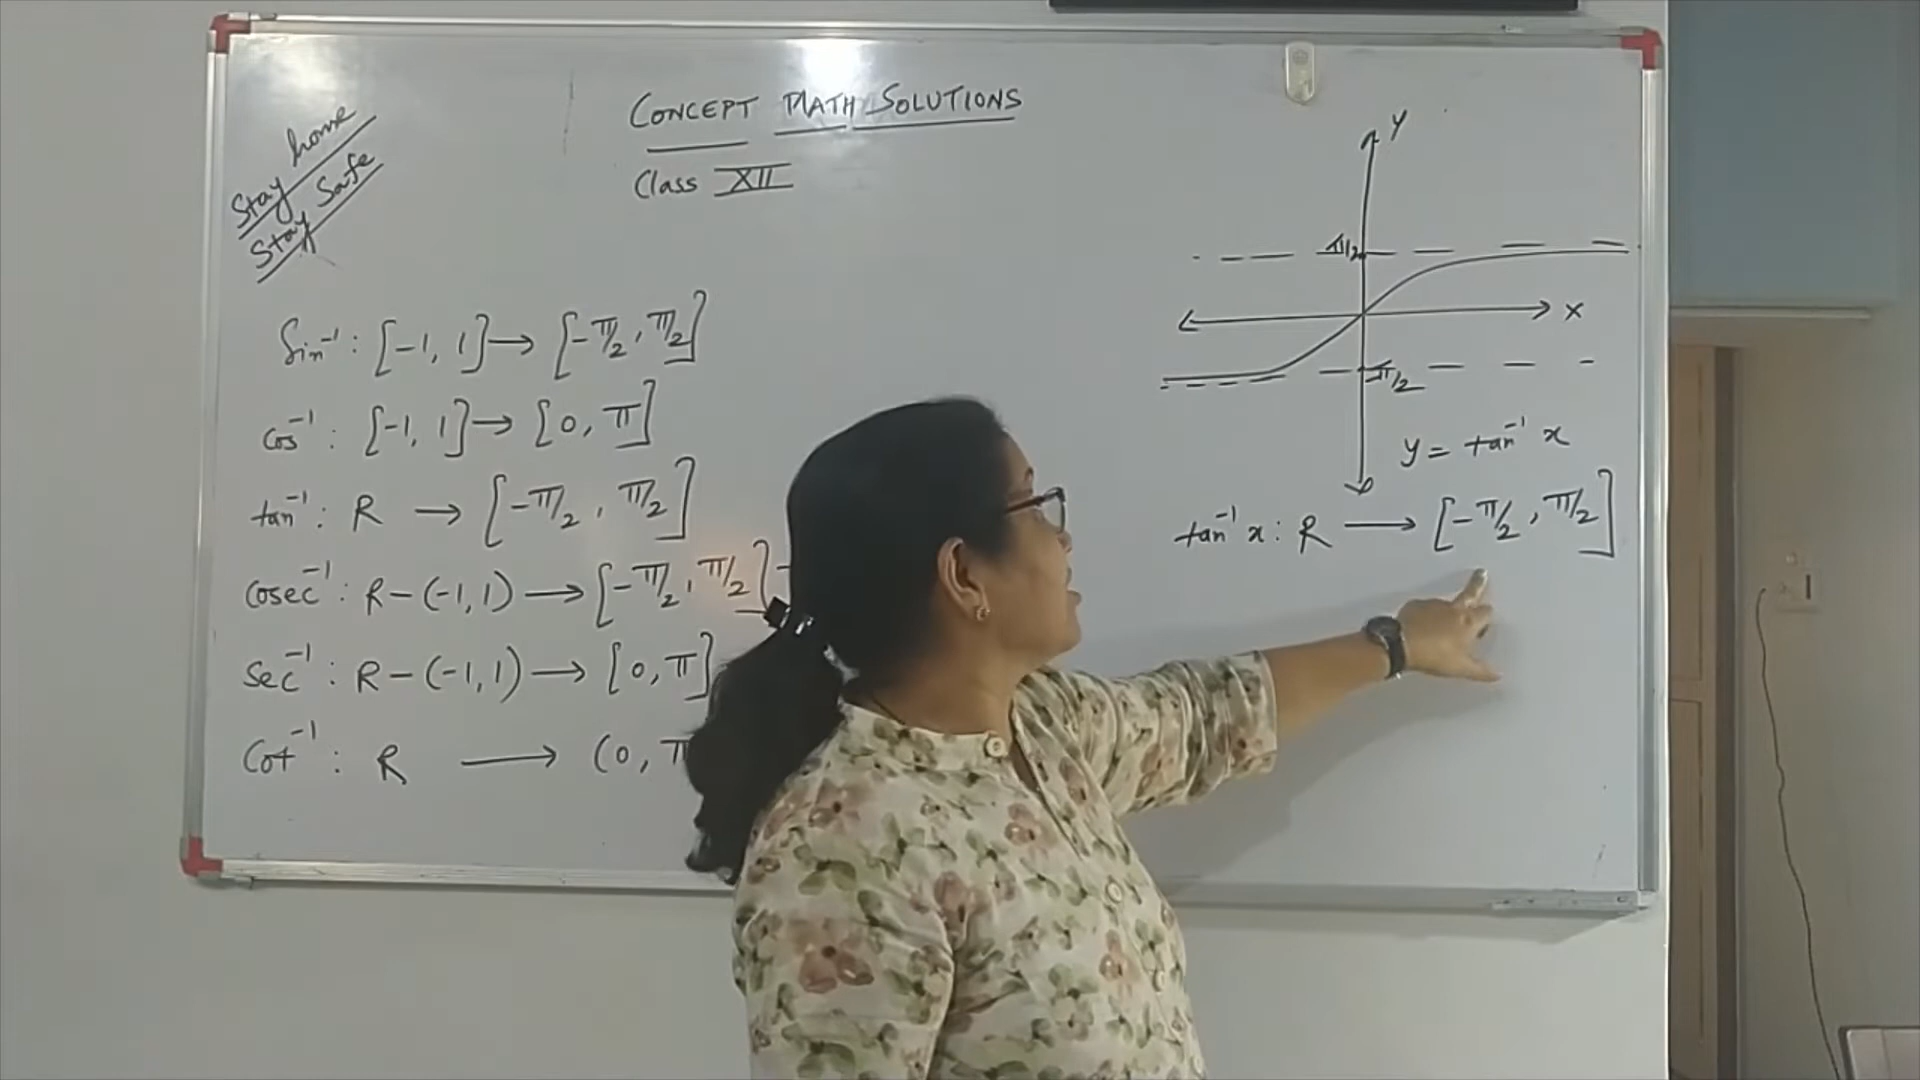 CONCEPT MATH SOLUTIONS
Class XII
Stay home
Stay Safe
Sin⁻¹ : [-1, 1] → [-π/2, π/2]
cos⁻¹ : [-1, 1] → [0, π]
tan⁻¹ : R → [-π/2, π/2]
cosec⁻¹ : R-(-1,1) → [-π/2, π/2] -
Sec⁻¹ : R-(-1,1) → [0, π]
Cot⁻¹ : R → (0, π
y
π/2
x
-π/2
y = tan⁻¹ x
tan⁻¹ x : R → [-π/2, π/2]